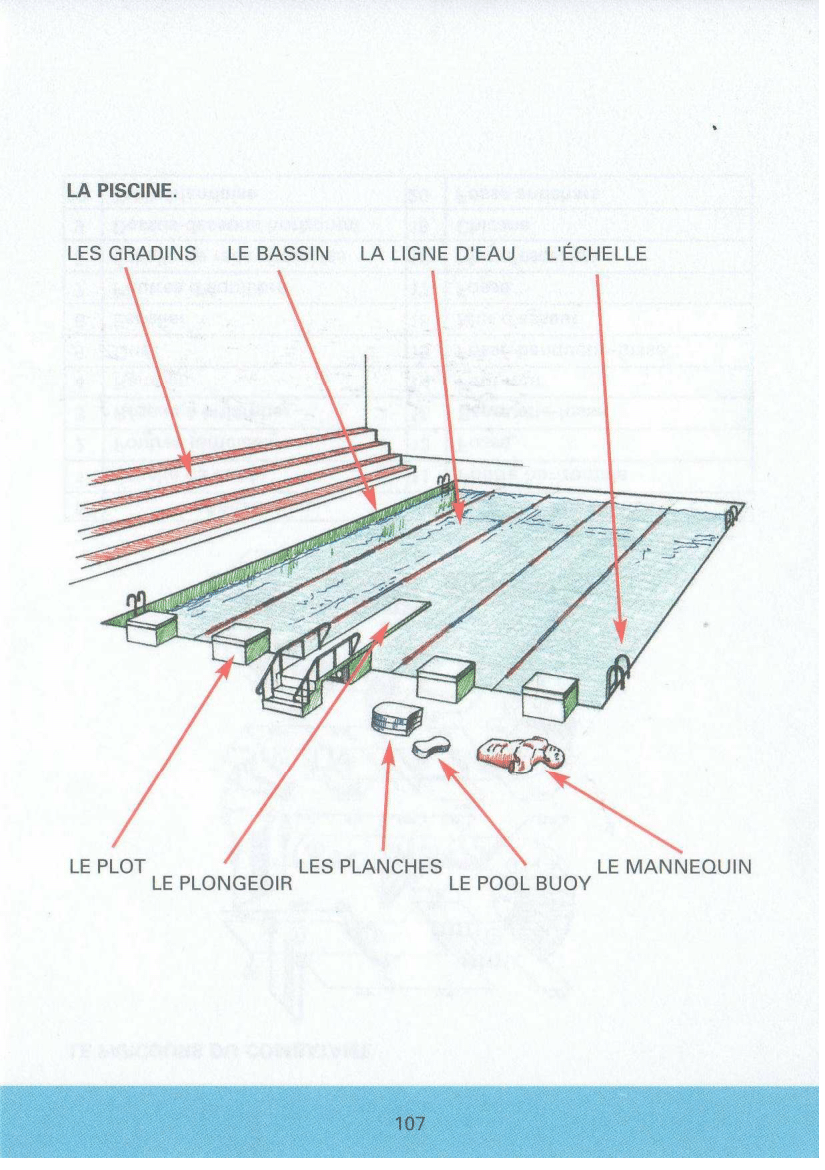 LA PISCINE.
LES GRADINS LE BASSIN LA LIGNE D'EAU L'ÉCHELLE
LE PLOT LE PLONGEOIR LES PLANCHES LE POOL BUOY LE MANNEQUIN
107